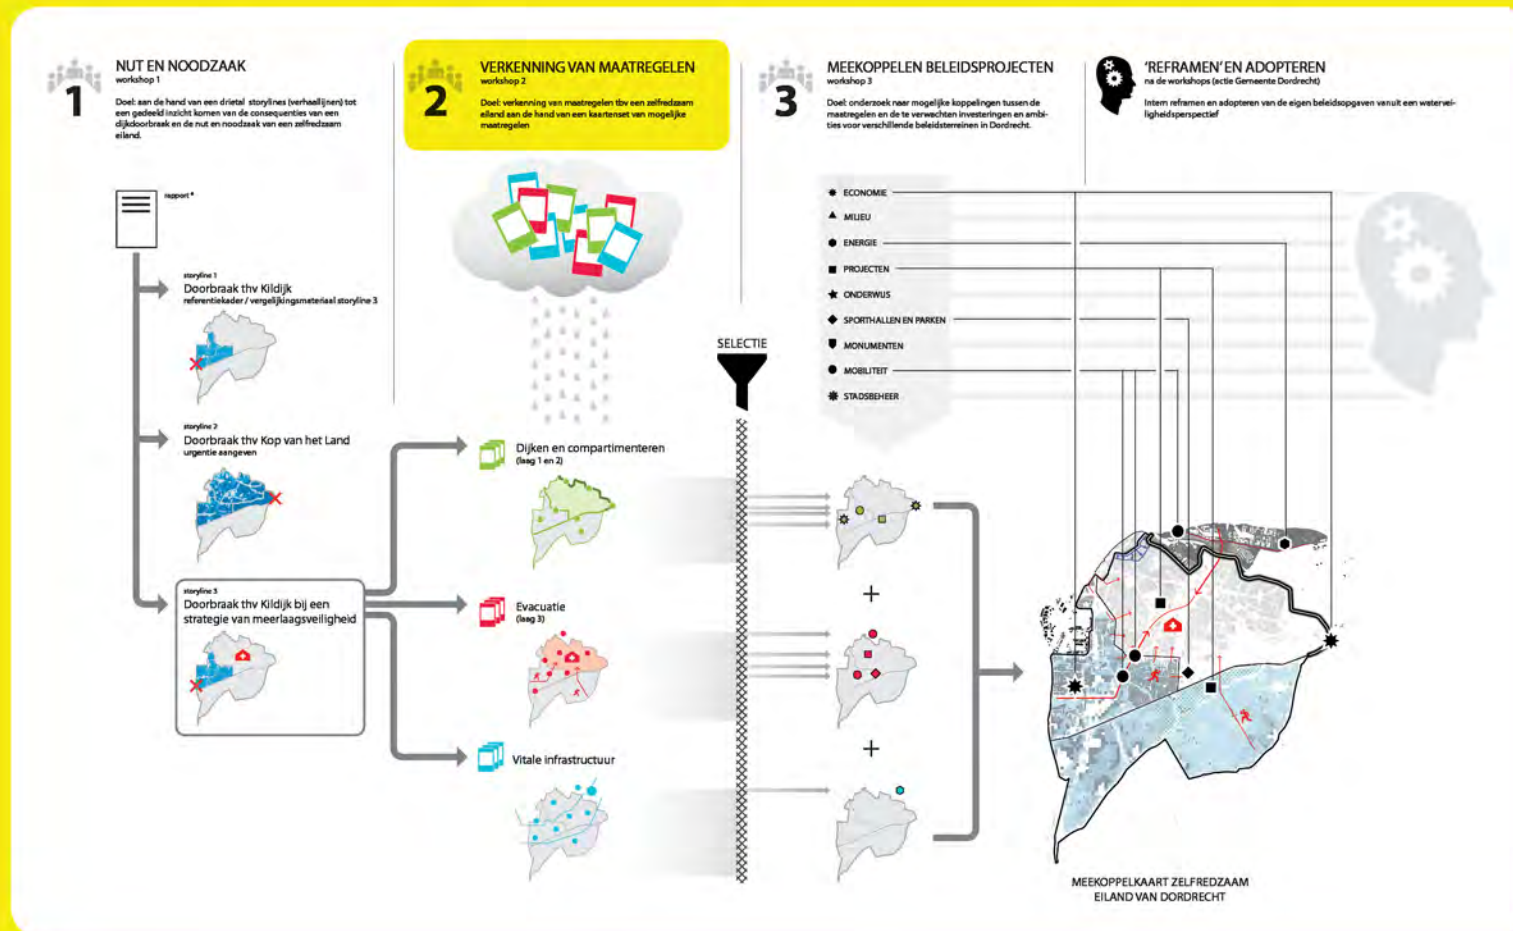 1
NUT EN NOODZAAK
workshop 1
Doel: aan de hand van een drietal storylines (verhaallijnen) tot
een gedeeld inzicht komen van de consequenties van een
dijkdoorbraak en de nut en noodzaak van een zelfredzaam
eiland.
rapport *
storyline 1
Doorbraak thv Kildijk
referentiekader / vergelijkingsmateriaal storyline 3
storyline 2
Doorbraak thv Kop van het Land
urgentie aangeven
storyline 3
Doorbraak thv Kildijk bij een
strategie van meerlaagsveiligheid
2
VERKENNING VAN MAATREGELEN
workshop 2
Doel: verkenning van maatregelen tbv een zelfredzaam
eiland aan de hand van een kaartenset van mogelijke
maatregelen
Dijken en compartimenteren
(laag 1 en 2)
Evacuatie
(laag 3)
Vitale infrastructuur
SELECTIE
3
MEEKOPPELEN BELEIDSPROJECTEN
workshop 3
Doel: onderzoek naar mogelijke koppelingen tussen de
maatregelen en de te verwachten investeringen en ambi-
ties voor verschillende beleidsterreinen in Dordrecht.
ECONOMIE
MILIEU
ENERGIE
PROJECTEN
ONDERWIJS
SPORTHALLEN EN PARKEN
MONUMENTEN
MOBILITEIT
STADSBEHEER
+
+
'REFRAMEN' EN ADOPTEREN
na de workshops (actie Gemeente Dordrecht)
Intern reframen en adopteren van de eigen beleidsopgaven vanuit een watervei-
ligheidsperspectief
MEEKOPPELKAART ZELFREDZAAM
EILAND VAN DORDRECHT